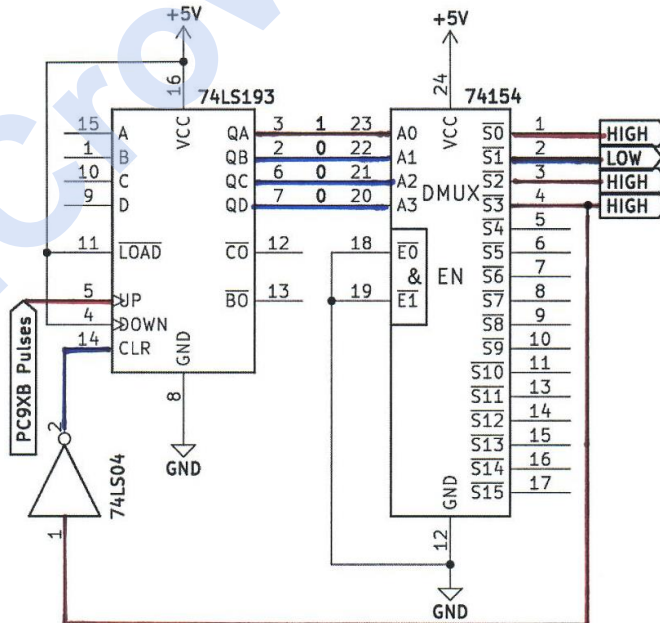 +5V
+5V
16
24
74LS193
74154
15 A
VCC
QA 3 1 23 A0
VCC
S0 1 HIGH
1 B
QB 2 0 22 A1
S1 2 LOW
10 C
QC 6 0 21 A2
DMUX
S2 3 HIGH
9 D
QD 7 0 20 A3
S3 4 HIGH
S4 5
11 LOAD
CO 12
18 E0
S5 6
& EN
S6 7
5 UP
BO 13
19 E1
S7 8
4 DOWN
S8 9
14 CLR
S9 10
GND
S10 11
PC9XB Pulses
S11 13
8
S12 14
2
S13 15
GND
S14 16
74LS04
GND
S15 17
1
12
GND